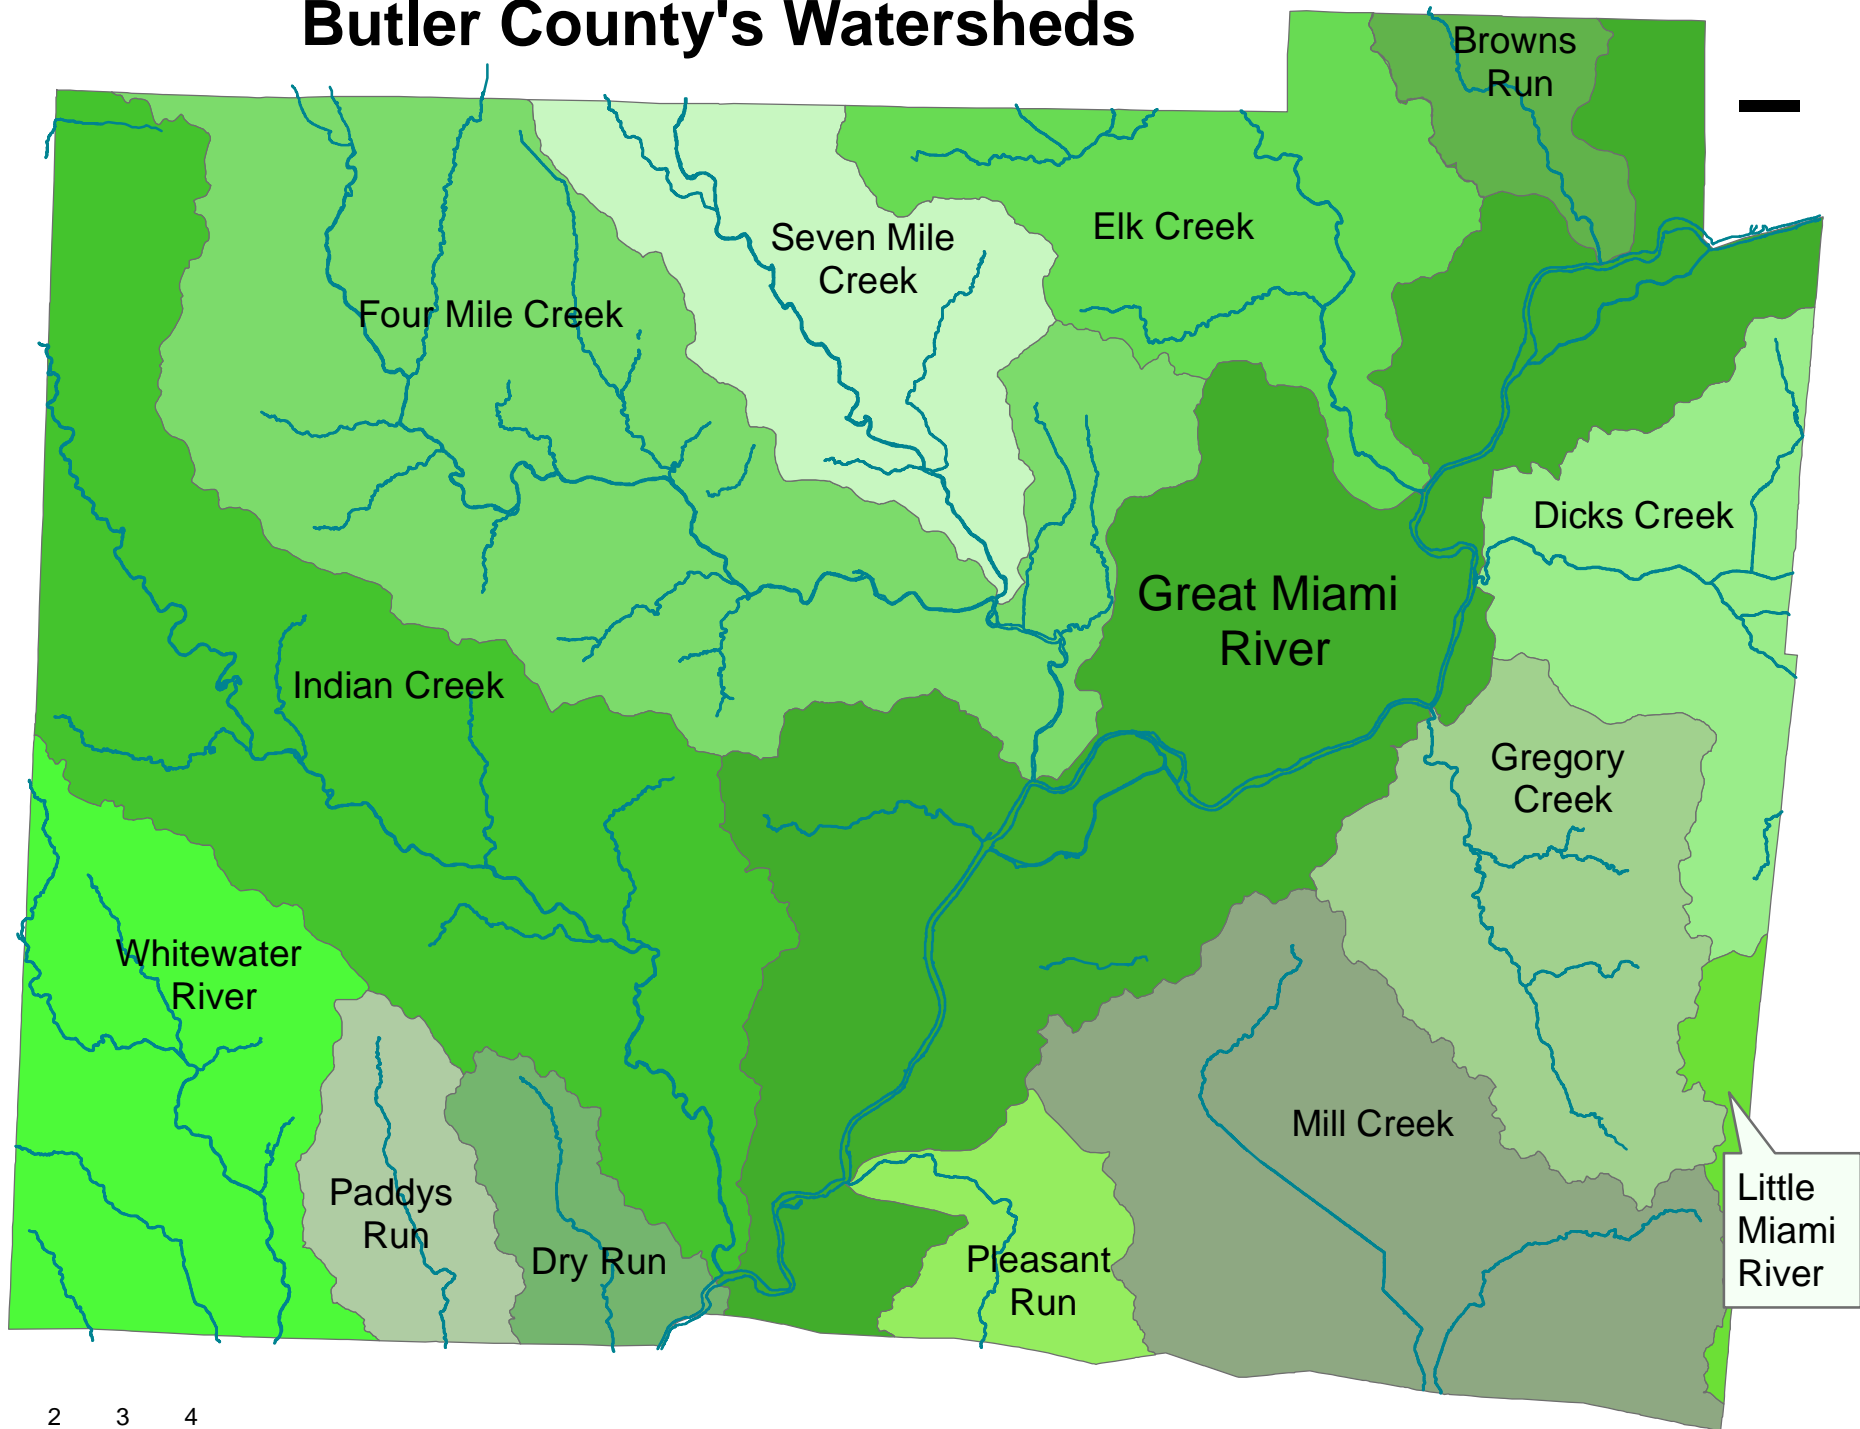 Butler County's Watersheds
Browns
Run
Seven Mile
Creek
Elk Creek
Four Mile Creek
Dicks Creek
Great Miami
River
Indian Creek
Gregory
Creek
Whitewater
River
Mill Creek
Paddys
Run
Dry Run
Pleasant
Run
Little
Miami
River
2 3 4